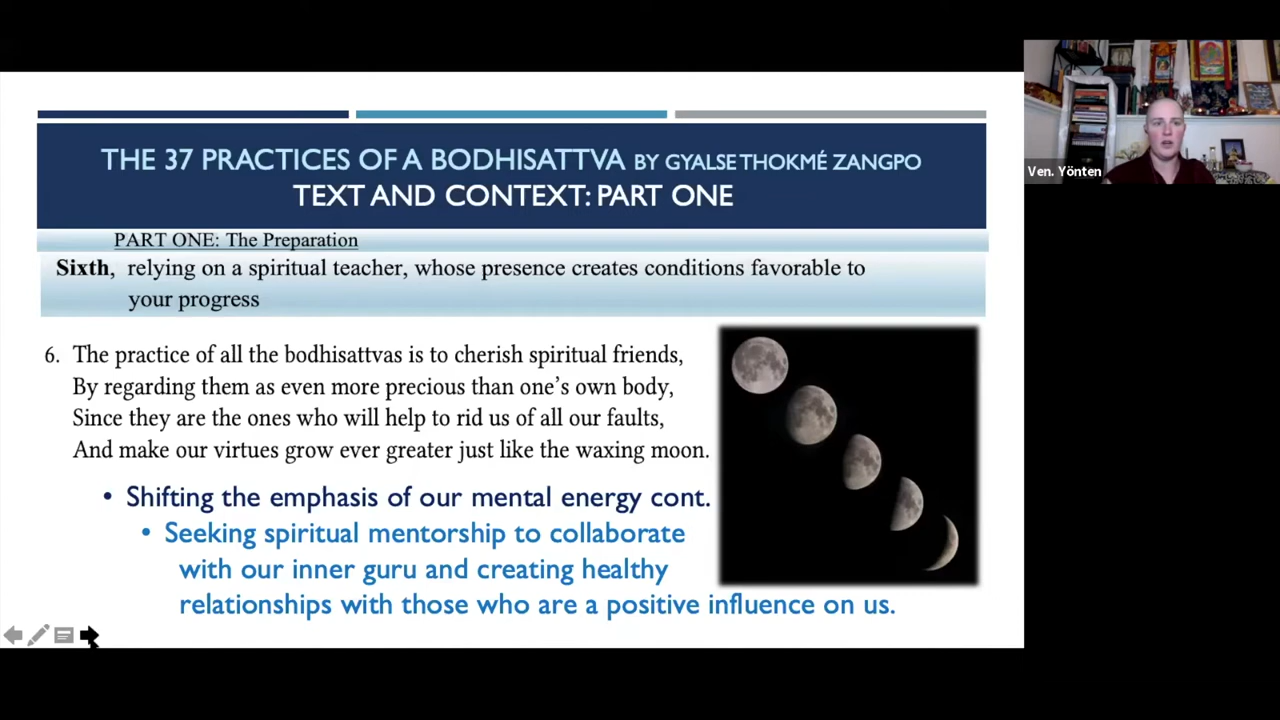 THE 37 PRACTICES OF A BODHISATTVA BY GYALSE THOKMÉ ZANGPO
TEXT AND CONTEXT: PART ONE
PART ONE: The Preparation
Sixth, relying on a spiritual teacher, whose presence creates conditions favorable to
your progress
6. The practice of all the bodhisattvas is to cherish spiritual friends,
By regarding them as even more precious than one's own body,
Since they are the ones who will help to rid us of all our faults,
And make our virtues grow ever greater just like the waxing moon.
• Shifting the emphasis of our mental energy cont.
• Seeking spiritual mentorship to collaborate
with our inner guru and creating healthy
relationships with those who are a positive influence on us.
Ven. Yönten